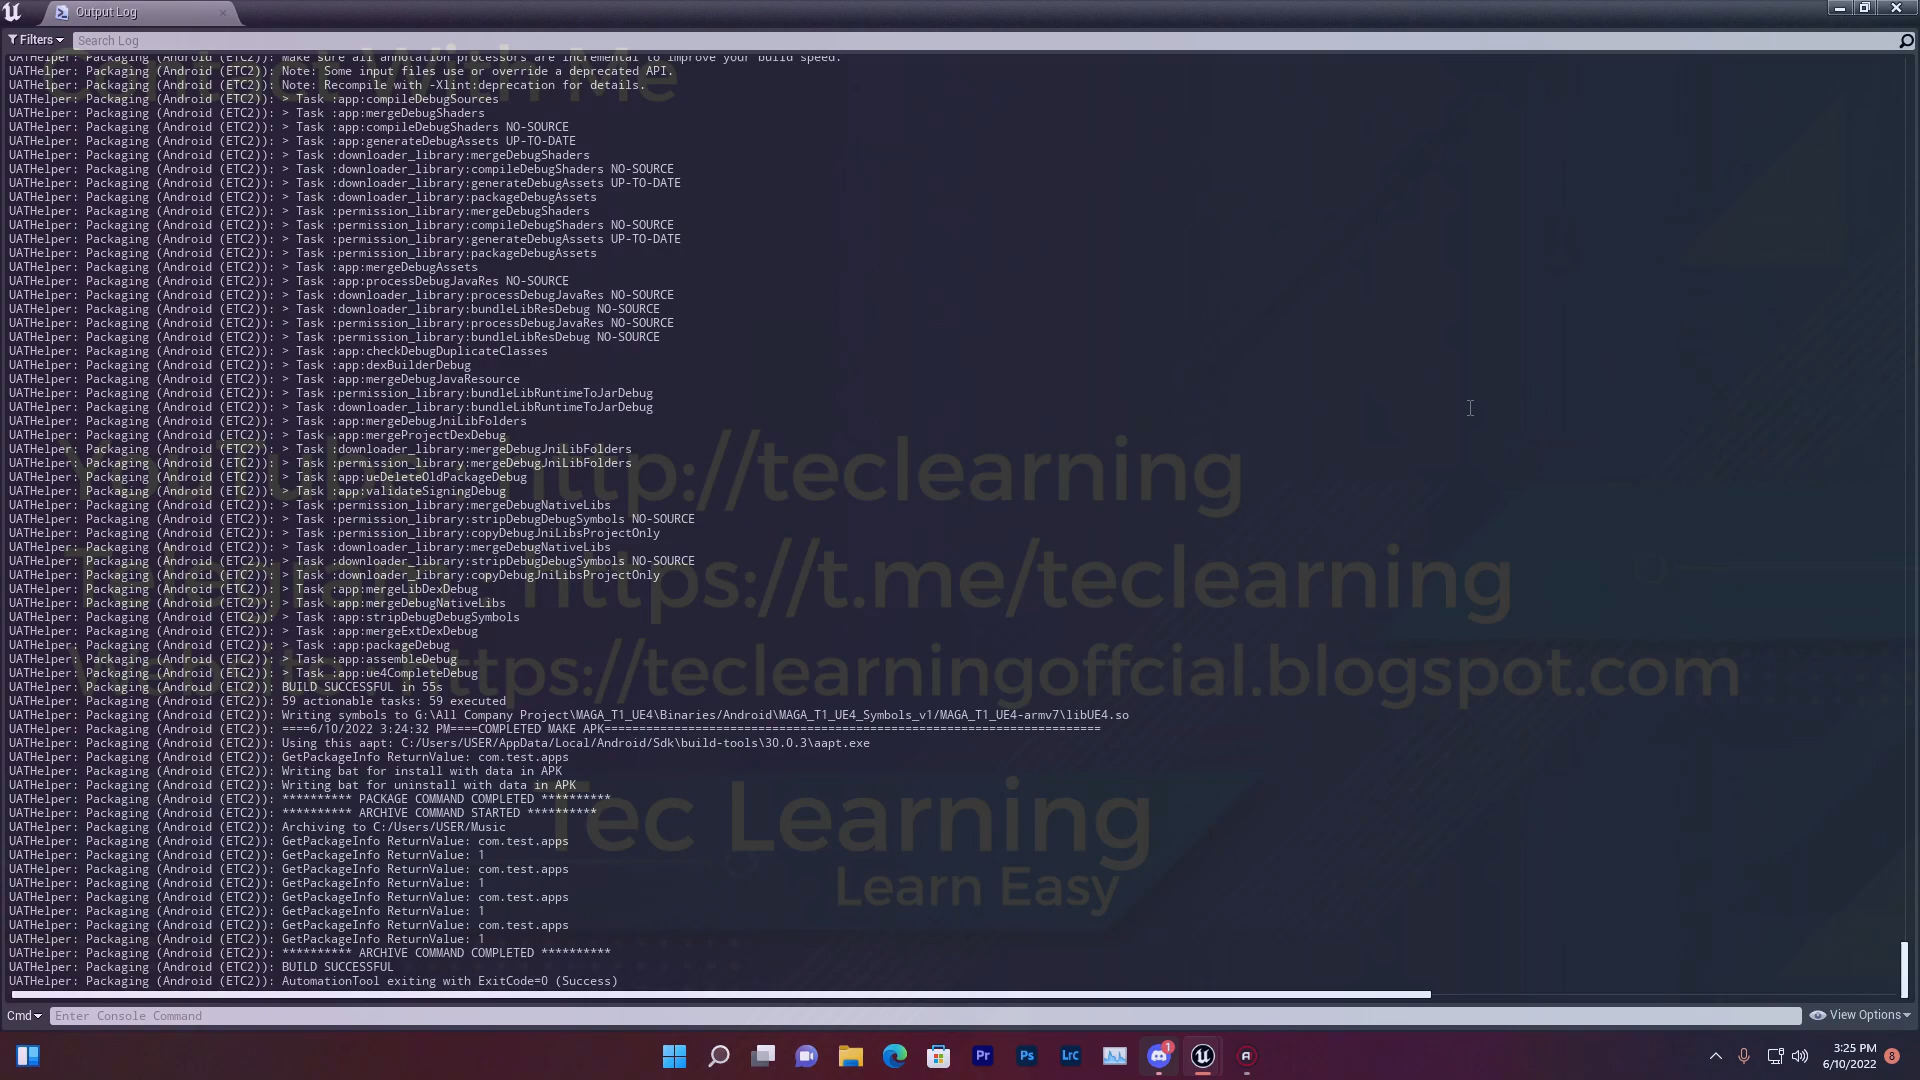 Output Log
Filters
Search Log
Contact With Me
UATHelper: Packaging (Android (ETC2)): Make sure all annotation processors are incremental to improve your build speed.
UATHelper: Packaging (Android (ETC2)): Note: Some input files use or override a deprecated API.
UATHelper: Packaging (Android (ETC2)): Note: Recompile with -Xlint:deprecation for details.
UATHelper: Packaging (Android (ETC2)): > Task :app:compileDebugSources
UATHelper: Packaging (Android (ETC2)): > Task :app:mergeDebugShaders
UATHelper: Packaging (Android (ETC2)): > Task :app:compileDebugShaders NO-SOURCE
UATHelper: Packaging (Android (ETC2)): > Task :app:generateDebugAssets UP-TO-DATE
UATHelper: Packaging (Android (ETC2)): > Task :downloader_library:mergeDebugShaders
UATHelper: Packaging (Android (ETC2)): > Task :downloader_library:compileDebugShaders NO-SOURCE
UATHelper: Packaging (Android (ETC2)): > Task :downloader_library:generateDebugAssets UP-TO-DATE
UATHelper: Packaging (Android (ETC2)): > Task :downloader_library:packageDebugAssets
UATHelper: Packaging (Android (ETC2)): > Task :permission_library:mergeDebugShaders
UATHelper: Packaging (Android (ETC2)): > Task :permission_library:compileDebugShaders NO-SOURCE
UATHelper: Packaging (Android (ETC2)): > Task :permission_library:generateDebugAssets UP-TO-DATE
UATHelper: Packaging (Android (ETC2)): > Task :permission_library:packageDebugAssets
UATHelper: Packaging (Android (ETC2)): > Task :app:mergeDebugAssets
UATHelper: Packaging (Android (ETC2)): > Task :app:processDebugJavaRes NO-SOURCE
UATHelper: Packaging (Android (ETC2)): > Task :downloader_library:processDebugJavaRes NO-SOURCE
UATHelper: Packaging (Android (ETC2)): > Task :downloader_library:bundleLibResDebug NO-SOURCE
UATHelper: Packaging (Android (ETC2)): > Task :permission_library:processDebugJavaRes NO-SOURCE
UATHelper: Packaging (Android (ETC2)): > Task :permission_library:bundleLibResDebug NO-SOURCE
UATHelper: Packaging (Android (ETC2)): > Task :app:checkDebugDuplicateClasses
UATHelper: Packaging (Android (ETC2)): > Task :app:dexBuilderDebug
UATHelper: Packaging (Android (ETC2)): > Task :app:mergeDebugJavaResource
UATHelper: Packaging (Android (ETC2)): > Task :permission_library:bundleLibRuntimeToJarDebug
UATHelper: Packaging (Android (ETC2)): > Task :downloader_library:bundleLibRuntimeToJarDebug
UATHelper: Packaging (Android (ETC2)): > Task :app:mergeDebugJniLibFolders
UATHelper: Packaging (Android (ETC2)): > Task :app:mergeProjectDexDebug
UATHelper: Packaging (Android (ETC2)): > Task :downloader_library:mergeDebugJniLibFolders
UATHelper: Packaging (Android (ETC2)): > Task :permission_library:mergeDebugJniLibFolders
UATHelper: Packaging (Android (ETC2)): > Task :app:ueDeleteOldPackageDebug
UATHelper: Packaging (Android (ETC2)): > Task :app:validateSigningDebug
UATHelper: Packaging (Android (ETC2)): > Task :permission_library:mergeDebugNativeLibs
UATHelper: Packaging (Android (ETC2)): > Task :permission_library:stripDebugDebugSymbols NO-SOURCE
UATHelper: Packaging (Android (ETC2)): > Task :permission_library:copyDebugJniLibsProjectOnly
UATHelper: Packaging (Android (ETC2)): > Task :downloader_library:mergeDebugNativeLibs
UATHelper: Packaging (Android (ETC2)): > Task :downloader_library:stripDebugDebugSymbols NO-SOURCE
UATHelper: Packaging (Android (ETC2)): > Task :downloader_library:copyDebugJniLibsProjectOnly
UATHelper: Packaging (Android (ETC2)): > Task :app:mergeLibDexDebug
UATHelper: Packaging (Android (ETC2)): > Task :app:mergeDebugNativeLibs
UATHelper: Packaging (Android (ETC2)): > Task :app:stripDebugDebugSymbols
UATHelper: Packaging (Android (ETC2)): > Task :app:mergeExtDexDebug
UATHelper: Packaging (Android (ETC2)): > Task :app:packageDebug
UATHelper: Packaging (Android (ETC2)): > Task :app:assembleDebug
UATHelper: Packaging (Android (ETC2)): > Task :app:ue4CompleteDebug
UATHelper: Packaging (Android (ETC2)): BUILD SUCCESSFUL in 55s
UATHelper: Packaging (Android (ETC2)): 59 actionable tasks: 59 executed
UATHelper: Packaging (Android (ETC2)): Writing symbols to G:\All Company Project\MAGA_T1_UE4\Binaries/Android\MAGA_T1_UE4_Symbols_v1/MAGA_T1_UE4-armv7\libUE4.so
UATHelper: Packaging (Android (ETC2)): ====6/10/2022 3:24:32 PM====COMPLETED MAKE APK=======================================================================
UATHelper: Packaging (Android (ETC2)): Using this aapt: C:/Users/USER/AppData/Local/Android/Sdk\build-tools\30.0.3\aapt.exe
UATHelper: Packaging (Android (ETC2)): GetPackageInfo ReturnValue: com.test.apps
UATHelper: Packaging (Android (ETC2)): Writing bat for install with data in APK
UATHelper: Packaging (Android (ETC2)): Writing bat for uninstall with data in APK
UATHelper: Packaging (Android (ETC2)): ********** PACKAGE COMMAND COMPLETED **********
UATHelper: Packaging (Android (ETC2)): ********** ARCHIVE COMMAND STARTED **********
UATHelper: Packaging (Android (ETC2)): Archiving to C:/Users/USER/Music
UATHelper: Packaging (Android (ETC2)): GetPackageInfo ReturnValue: com.test.apps
UATHelper: Packaging (Android (ETC2)): GetPackageInfo ReturnValue: 1
UATHelper: Packaging (Android (ETC2)): GetPackageInfo ReturnValue: com.test.apps
UATHelper: Packaging (Android (ETC2)): GetPackageInfo ReturnValue: 1
UATHelper: Packaging (Android (ETC2)): GetPackageInfo ReturnValue: com.test.apps
UATHelper: Packaging (Android (ETC2)): GetPackageInfo ReturnValue: 1
UATHelper: Packaging (Android (ETC2)): GetPackageInfo ReturnValue: com.test.apps
UATHelper: Packaging (Android (ETC2)): GetPackageInfo ReturnValue: 1
UATHelper: Packaging (Android (ETC2)): ********** ARCHIVE COMMAND COMPLETED **********
UATHelper: Packaging (Android (ETC2)): BUILD SUCCESSFUL
UATHelper: Packaging (Android (ETC2)): AutomationTool exiting with ExitCode=0 (Success)
YouTube : http://teclearning
Telegram : https://t.me/teclearning
Website : https://teclearningoffcial.blogspot.com
Tec Learning
Learn Easy
Cmd
Enter Console Command
View Options
Pr
Ps
LrC
1
3:25 PM
6/10/2022
8